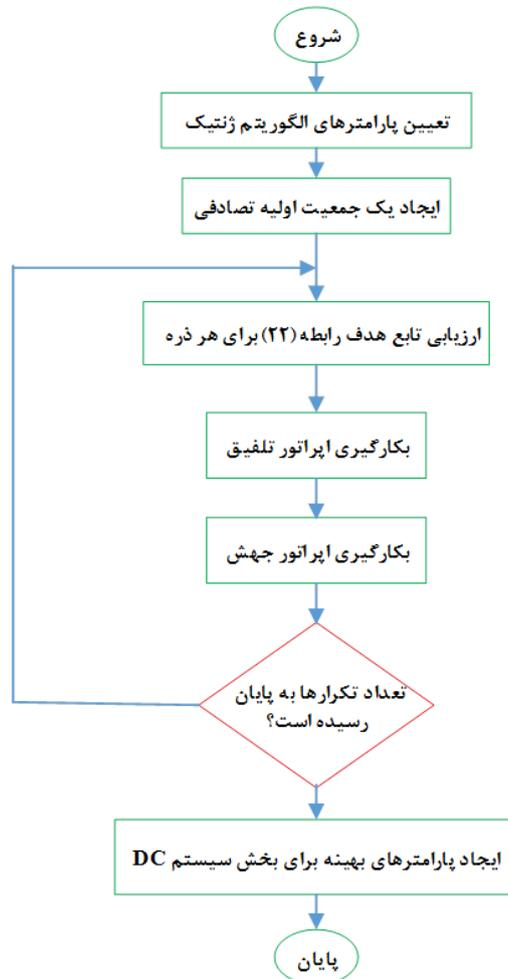 شروع
تعیین پارامترهای الگوریتم ژنتیک
ایجاد یک جمعیت اولیه تصادفی
ارزیابی تابع هدف رابطه (۲۲) برای هر ذره
بکارگیری اپراتور تلفیق
بکارگیری اپراتور جهش
تعداد تکرارها به پایان
رسیده است؟
ایجاد پارامترهای بهینه برای بخش سیستم DC
پایان